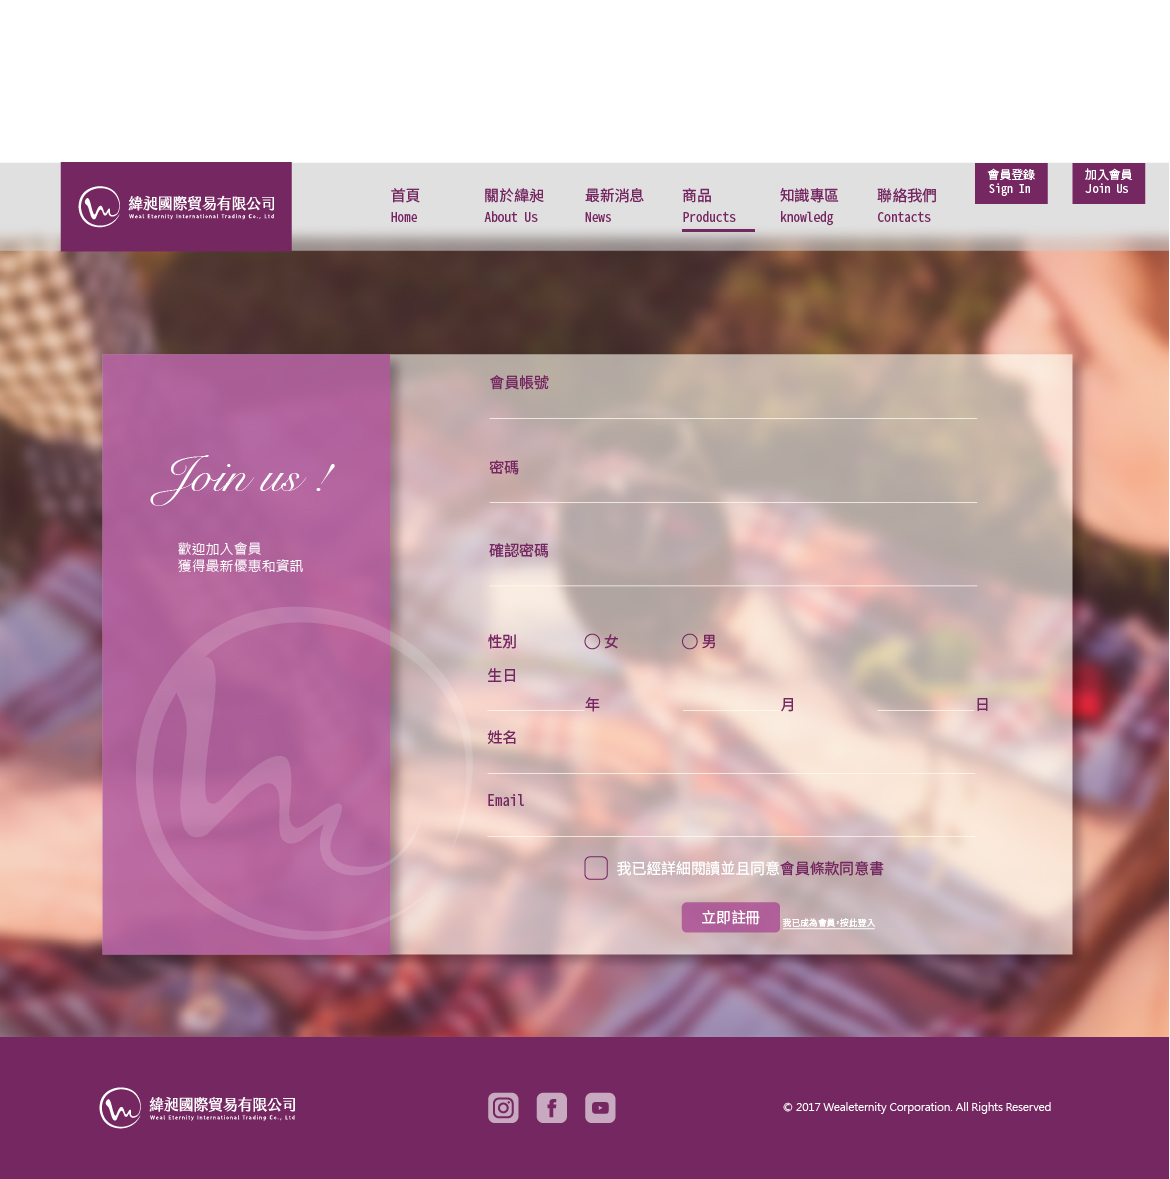 緯昶國際貿易有限公司
Weal Eternity International Trading Co., Ltd
首頁
Home
關於緯昶
About Us
最新消息
News
商品
Products
知識專區
knowledg
聯絡我們
Contacts
會員登錄
Sign In
加入會員
Join Us
Join us !
歡迎加入會員
獲得最新優惠和資訊
會員帳號
密碼
確認密碼
性別 女 男
生日
年 月 日
姓名
Email
我已經詳細閱讀並且同意會員條款同意書
立即註冊 我已成為會員,按此登入
緯昶國際貿易有限公司
Weal Eternity International Trading Co., Ltd
© 2017 Wealeternity Corporation. All Rights Reserved